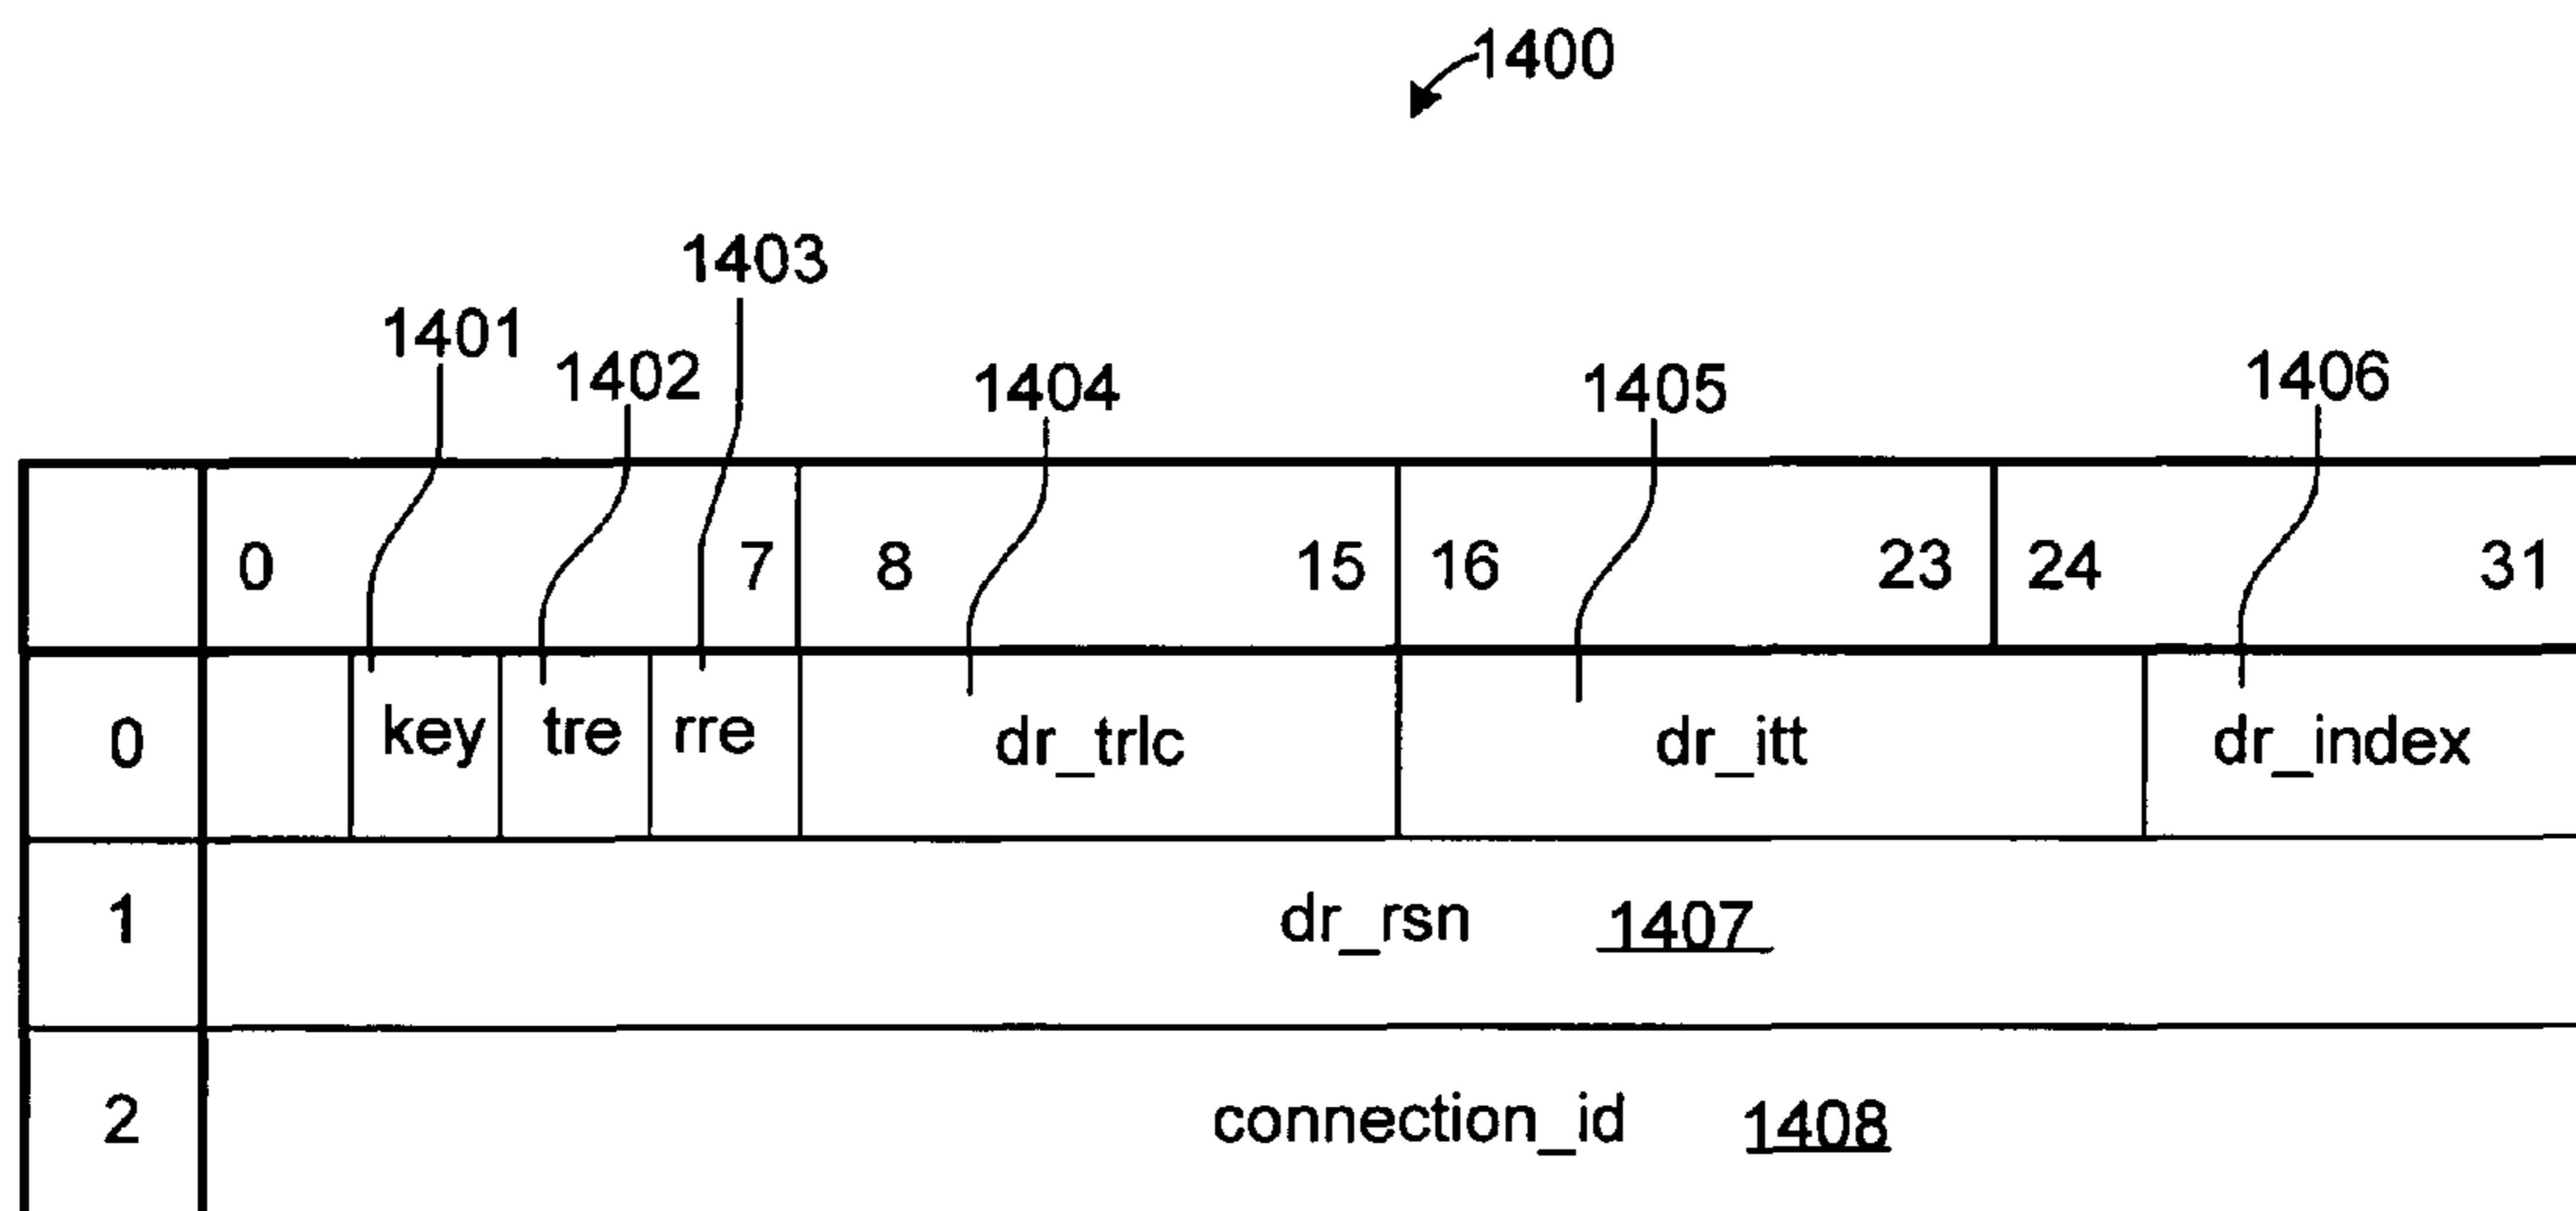 1400
1403
1401
1402
1404
1405
1406
0 7 8 15 16 23 24 31
0 key tre rre dr_trlc dr_itt dr_index
1 dr_rsn 1407
2 connection_id 1408